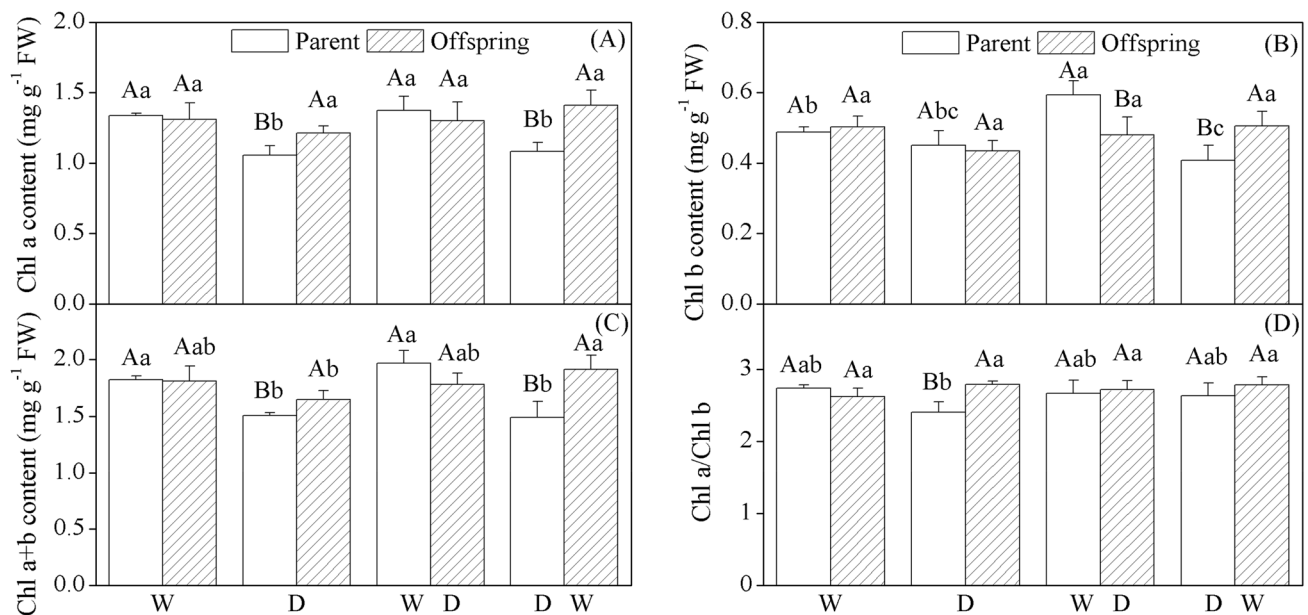 Chl a content (mg g-1 FW)
2.0
1.5
1.0
0.5
0.0
Parent Offspring (A)
Aa Aa Bb Aa Aa Aa Bb Aa
Chl b content (mg g-1 FW)
0.8
0.6
0.4
0.2
0.0
Parent Offspring (B)
Ab Aa Abc Aa Aa Ba Bc Aa
Chl a+b content (mg g-1 FW)
2.0
1.5
1.0
0.5
0.0
(C)
Aa Aab Bb Ab Aa Aab Bb Aa
W D W D D W
Chl a/Chl b
3
2
1
0
(D)
Aab Aa Bb Aa Aab Aa Aab Aa
W D W D D W